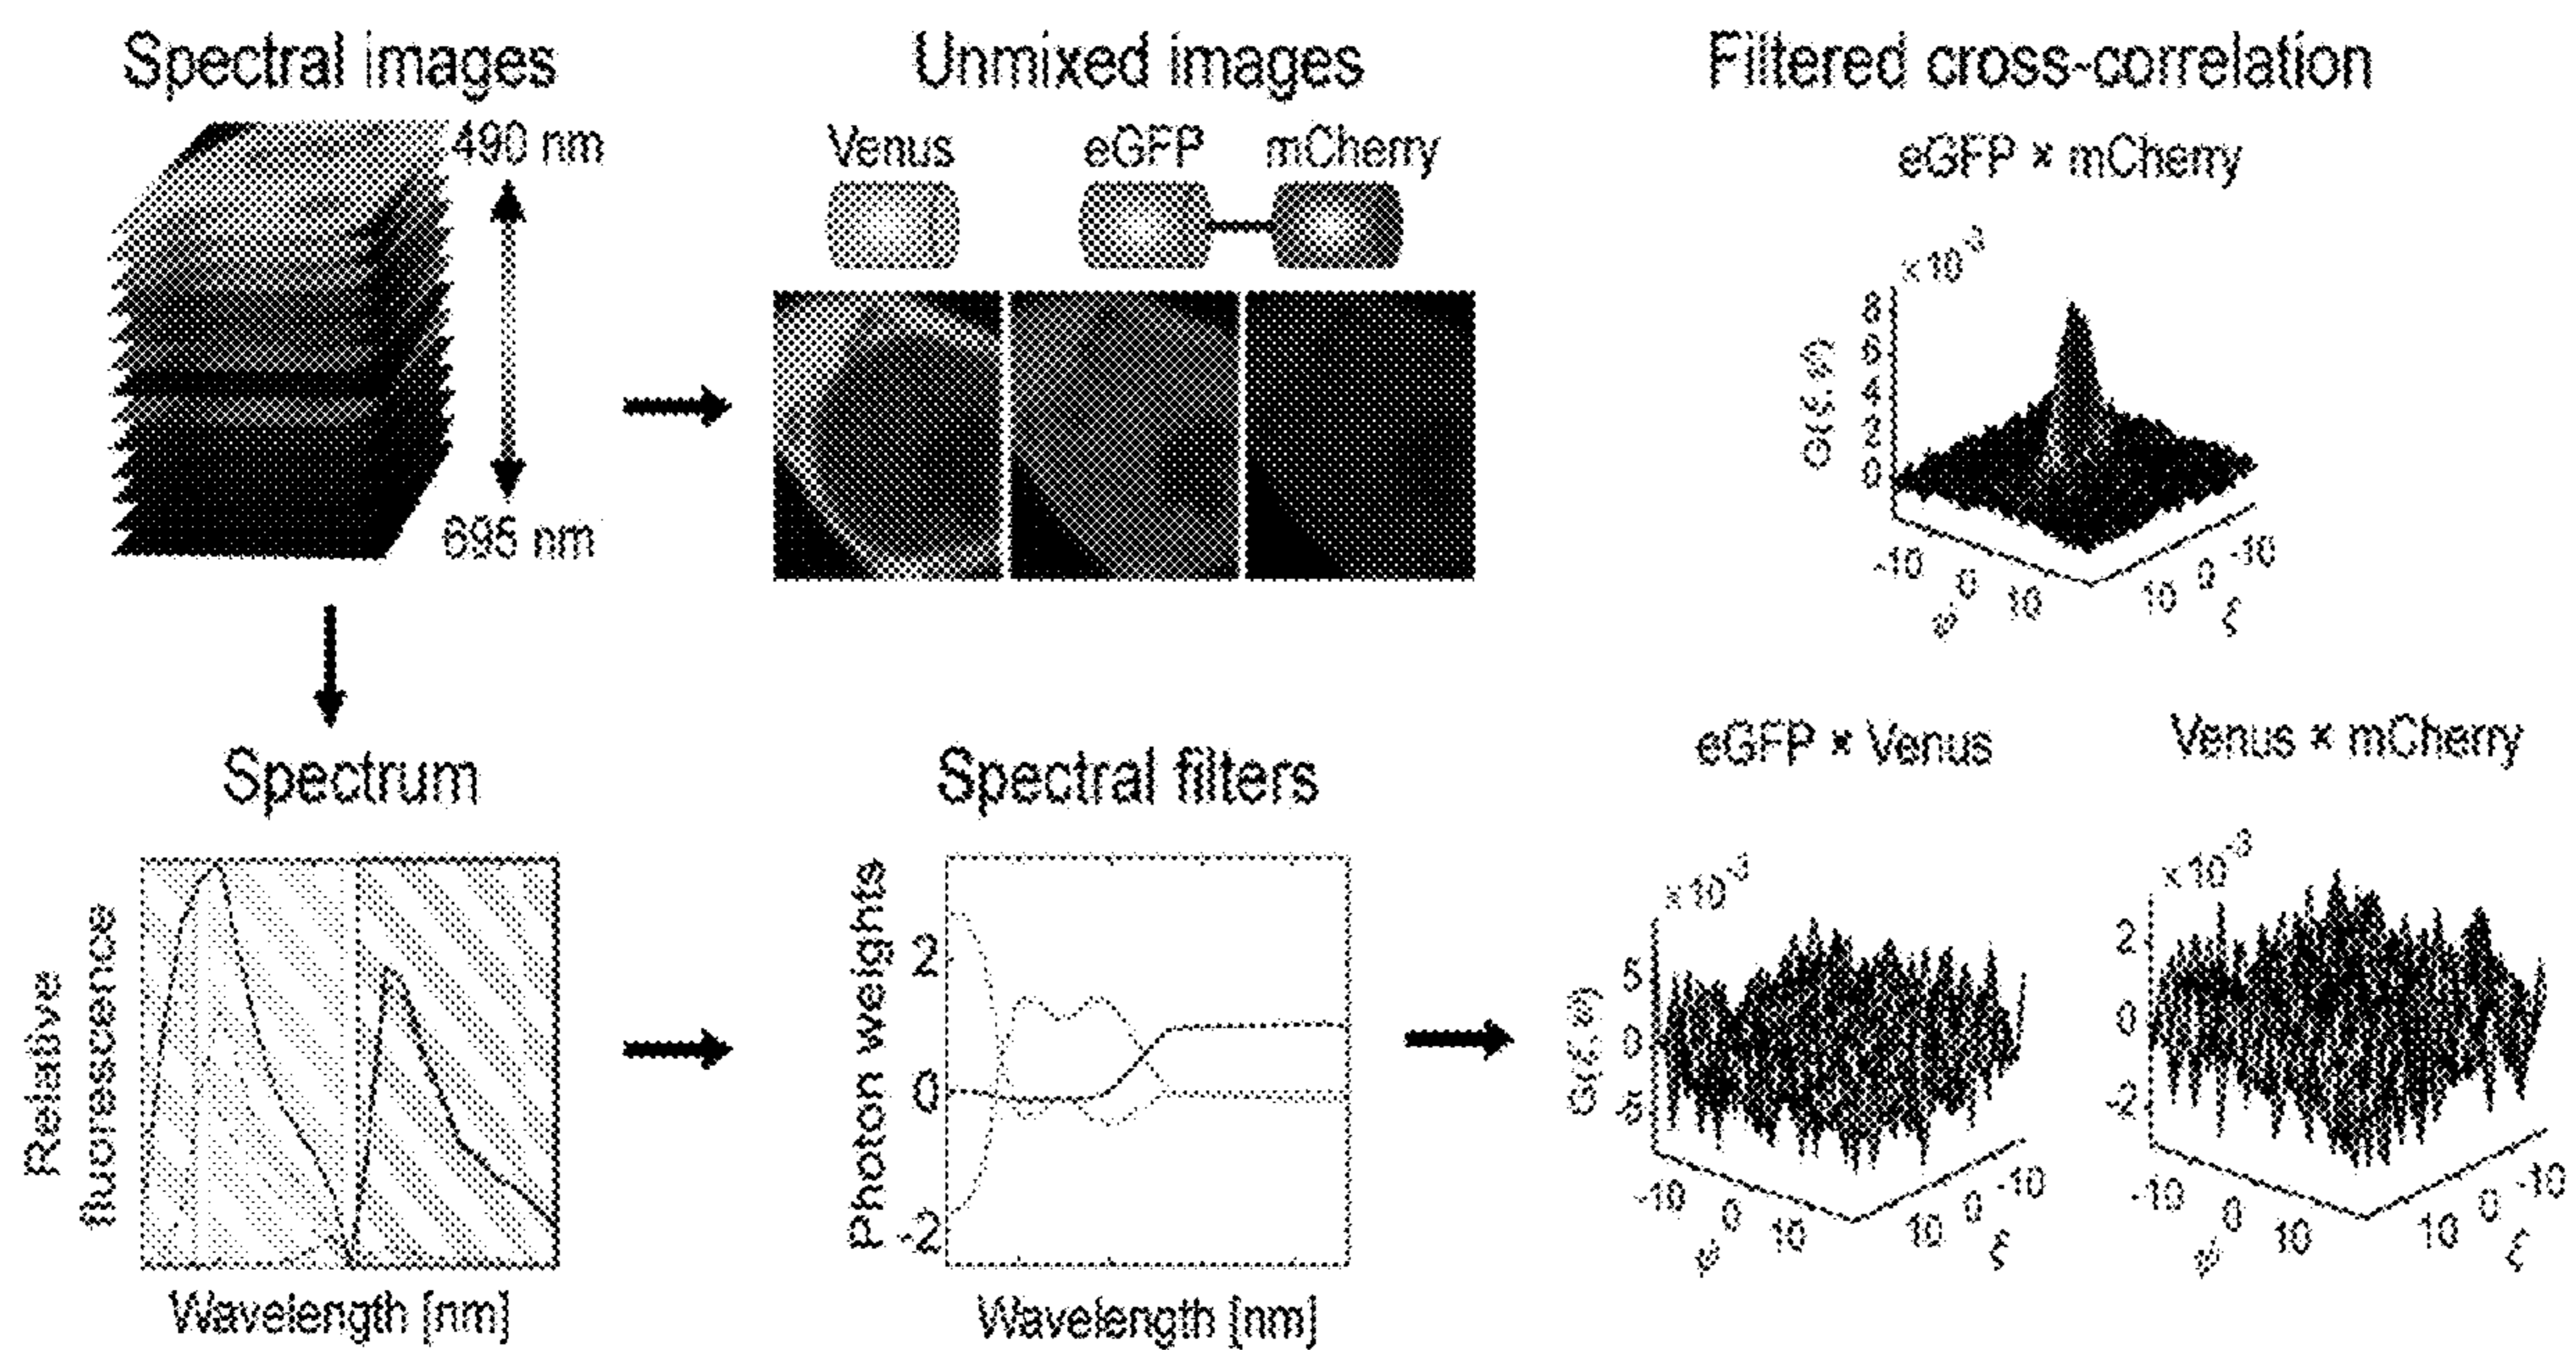 Spectral images
490 nm
695 nm
Unmixed images
Venus eGFP mCherry
Filtered cross-correlation
eGFP × mCherry
×10⁻³
8
6
4
2
0
G(ξ,ψ)
-10 0 10
ψ
10 0 -10
ξ
Spectrum
Relative
fluorescence
Wavelength [nm]
Spectral filters
Photon weights
2
0
-2
Wavelength [nm]
eGFP × Venus
×10⁻³
5
0
-5
G(ξ,ψ)
-10 0 10
ψ
10 0 -10
ξ
Venus × mCherry
×10⁻³
2
0
-2
-10 0 10
ψ
10 0 -10
ξ